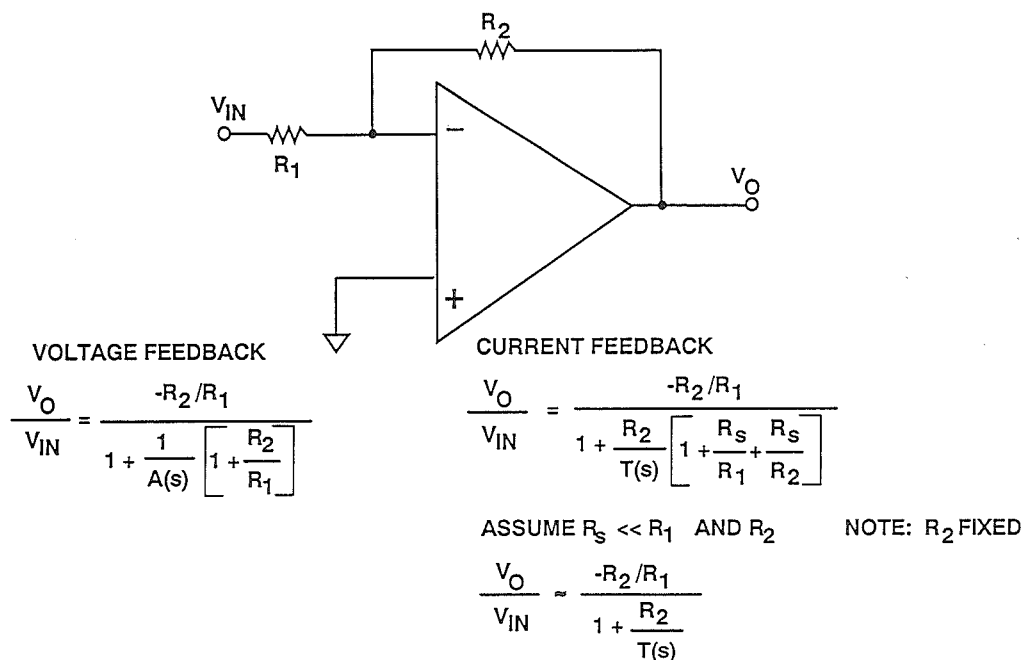 R2
VIN
R1
−
+
VO
VOLTAGE FEEDBACK
VO/VIN = -R2/R1 / (1 + 1/A(s) [1 + R2/R1])
CURRENT FEEDBACK
VO/VIN = -R2/R1 / (1 + R2/T(s) [1 + RS/R1 + RS/R2])
ASSUME RS << R1 AND R2 NOTE: R2 FIXED
VO/VIN ≈ -R2/R1 / (1 + R2/T(s))